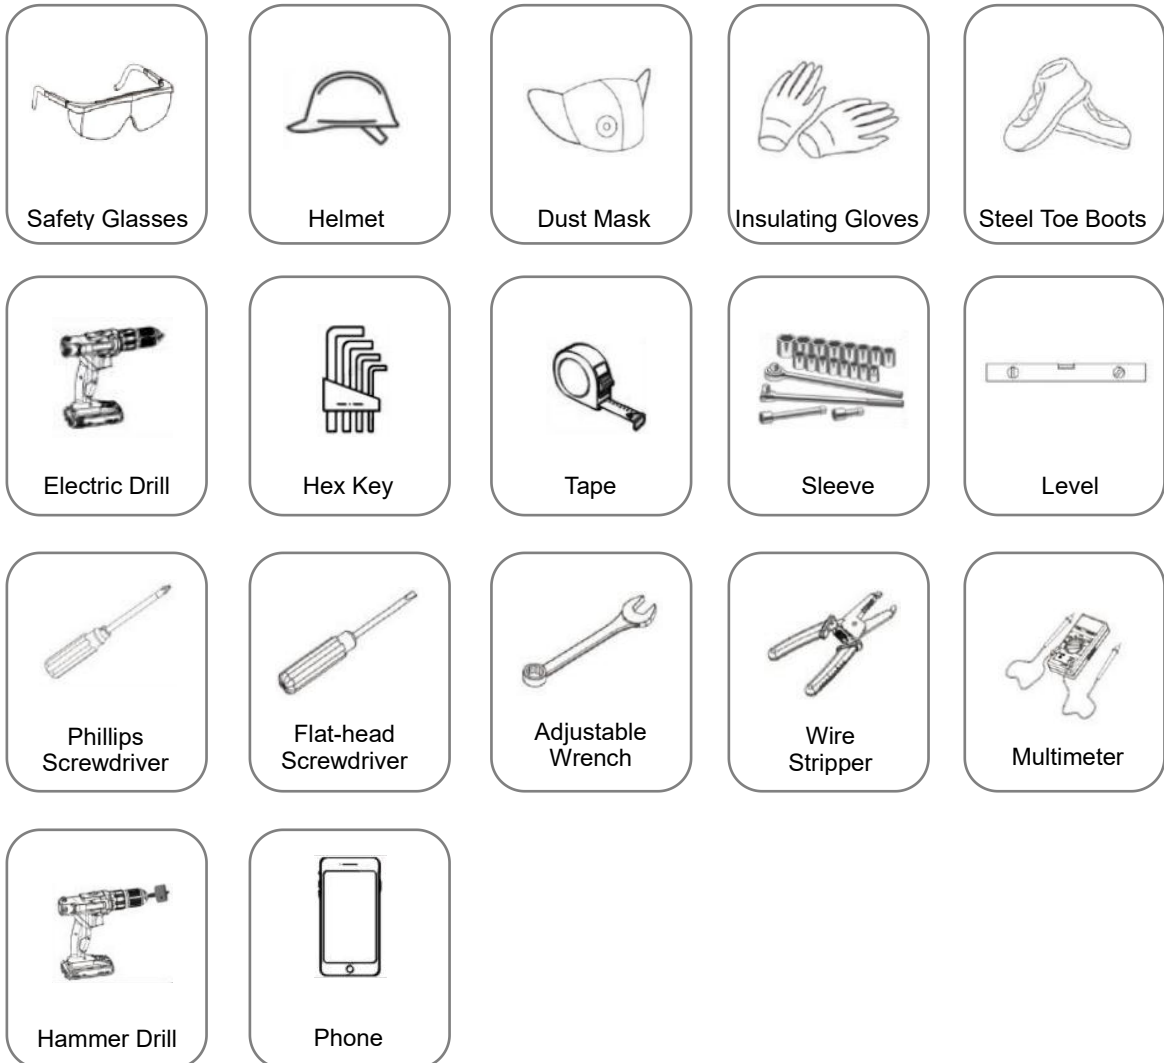 Safety Glasses
Helmet
Dust Mask
Insulating Gloves
Steel Toe Boots
Electric Drill
Hex Key
Tape
Sleeve
Level
Phillips
Screwdriver
Flat-head
Screwdriver
Adjustable
Wrench
Wire
Stripper
Multimeter
Hammer Drill
Phone